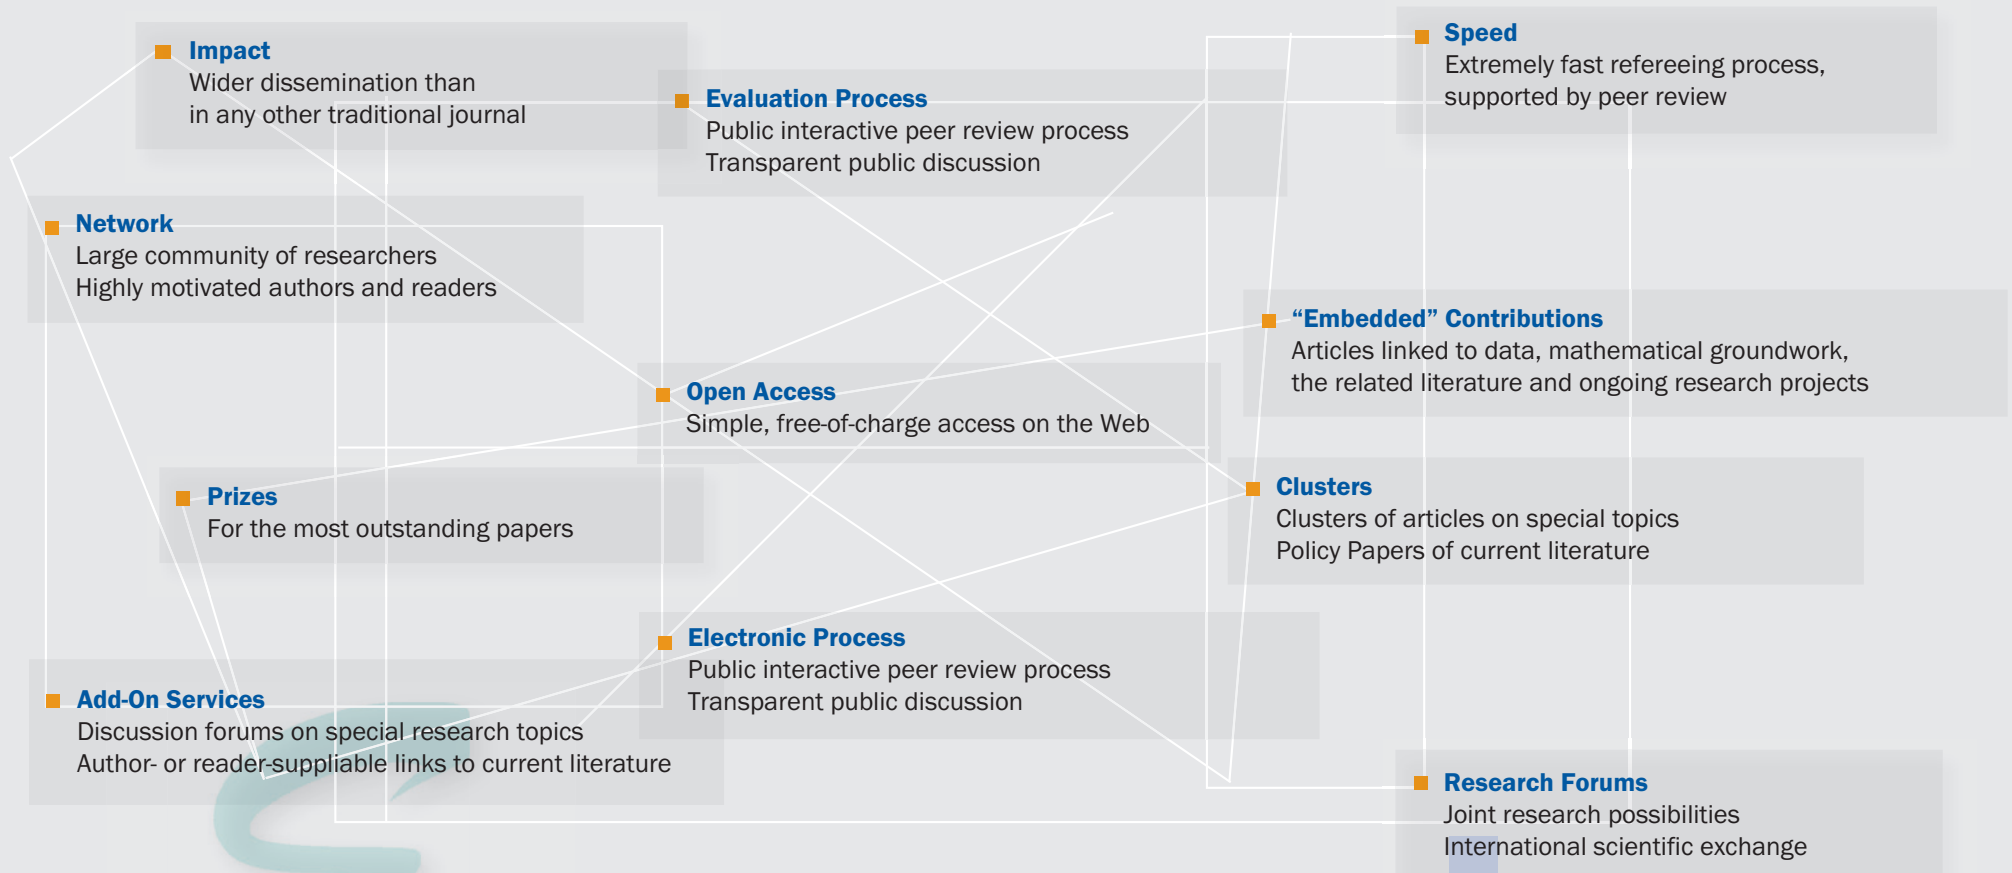 Impact
Wider dissemination than
in any other traditional journal
Evaluation Process
Public interactive peer review process
Transparent public discussion
Speed
Extremely fast refereeing process,
supported by peer review
Network
Large community of researchers
Highly motivated authors and readers
“Embedded” Contributions
Articles linked to data, mathematical groundwork,
the related literature and ongoing research projects
Open Access
Simple, free-of-charge access on the Web
Prizes
For the most outstanding papers
Clusters
Clusters of articles on special topics
Policy Papers of current literature
Electronic Process
Public interactive peer review process
Transparent public discussion
Add-On Services
Discussion forums on special research topics
Author- or reader-suppliable links to current literature
Research Forums
Joint research possibilities
International scientific exchange